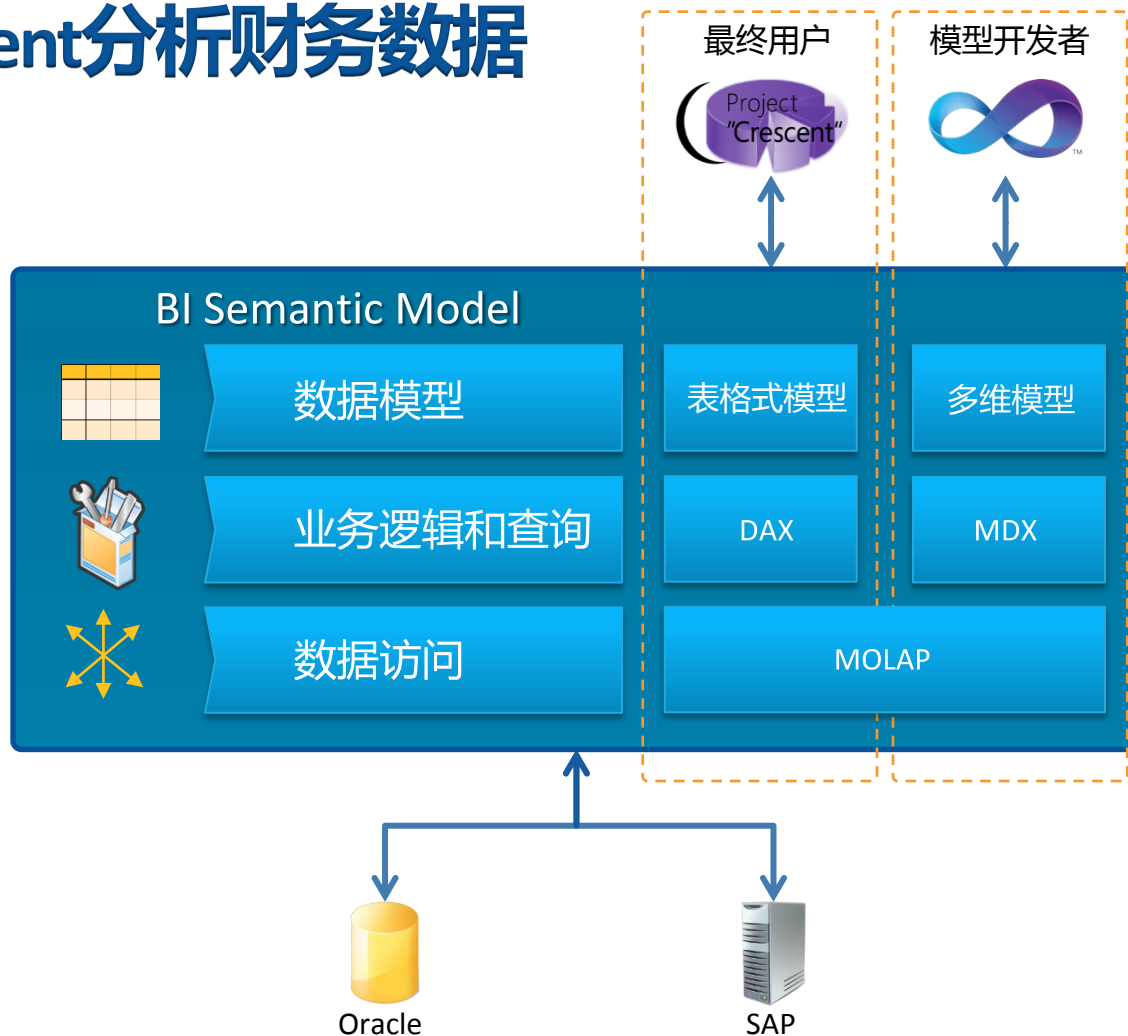 ent分析财务数据
最终用户
模型开发者
Project
"Crescent"
TM
BI Semantic Model
数据模型
表格式模型
多维模型
业务逻辑和查询
DAX
MDX
数据访问
MOLAP
Oracle
SAP